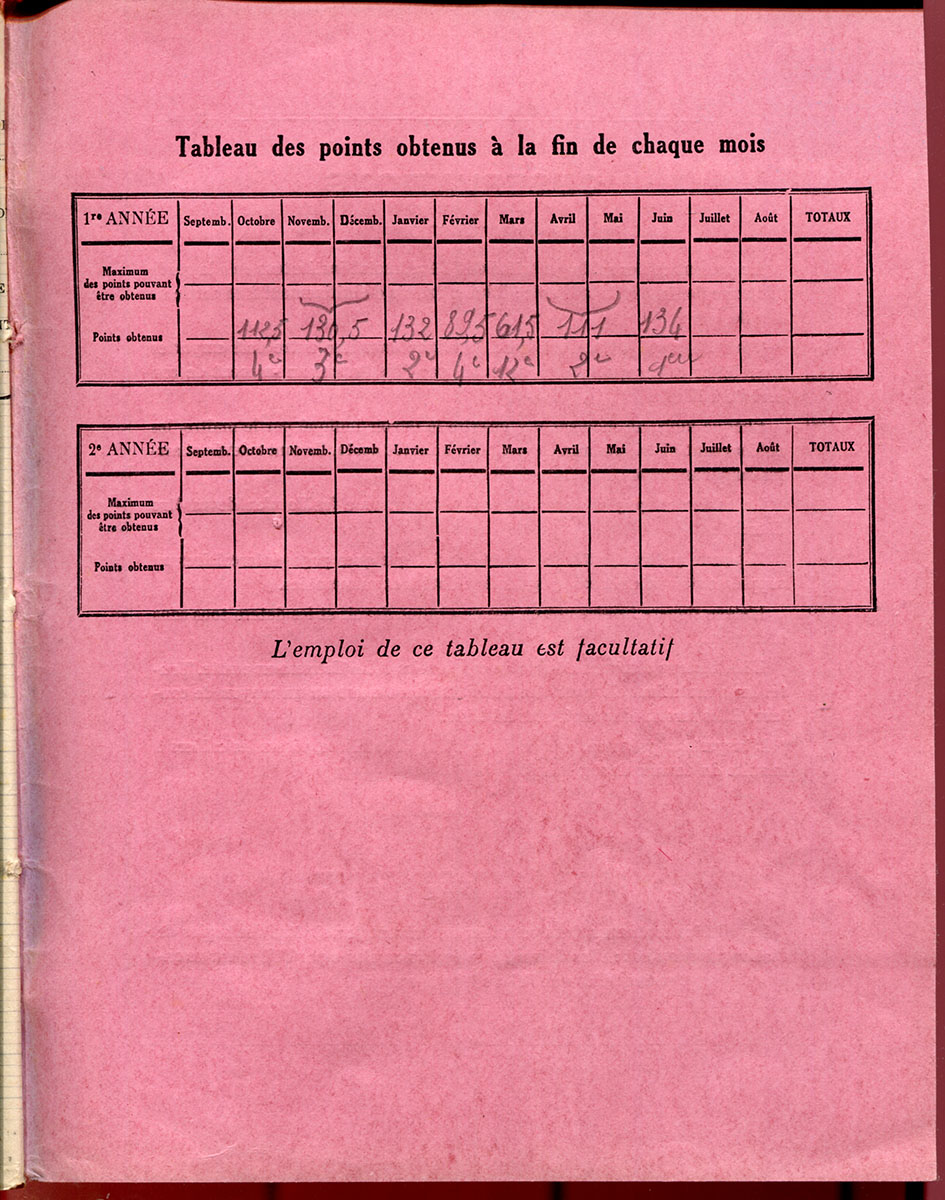 Tableau des points obtenus à la fin de chaque mois
1re ANNÉE Septemb. Octobre Novemb. Décemb. Janvier Février Mars Avril Mai Juin Juillet Août TOTAUX
Maximum
des points pouvant
être obtenus
Points obtenus 112,5 130,5 132 89,5 61,5 111 134
4e 3e 2e 4e 12e 2e 1er
2e ANNÉE Septemb. Octobre Novemb. Décemb Janvier Février Mars Avril Mai Juin Juillet Août TOTAUX
Maximum
des points pouvant
être obtenus
Points obtenus
L'emploi de ce tableau est facultatif